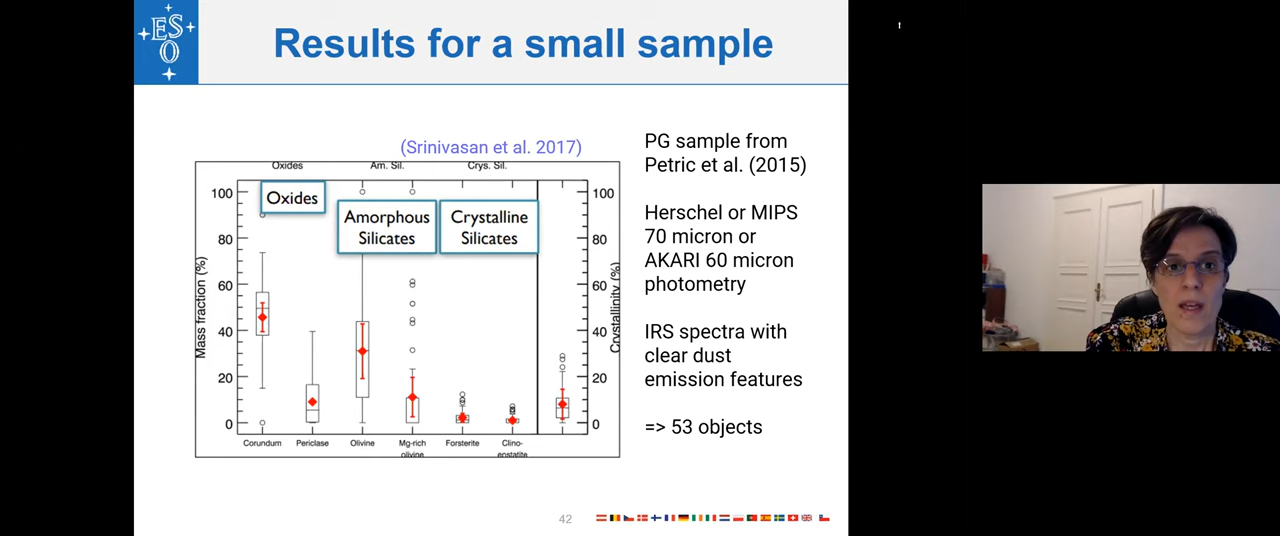 ES
O
Results for a small sample
(Srinivasan et al. 2017)
Oxides
Am. Sil.
Crys. Sil.
Oxides
Amorphous
Silicates
Crystalline
Silicates
Mass fraction (%)
100
80
60
40
20
0
100
80
60
40
20
0
Crystallinity (%)
Corundum
Periclase
Olivine
Mg-rich
olivine
Forsterite
Clino-
enstatite
PG sample from
Petric et al. (2015)
Herschel or MIPS
70 micron or
AKARI 60 micron
photometry
IRS spectra with
clear dust
emission features
=> 53 objects
42